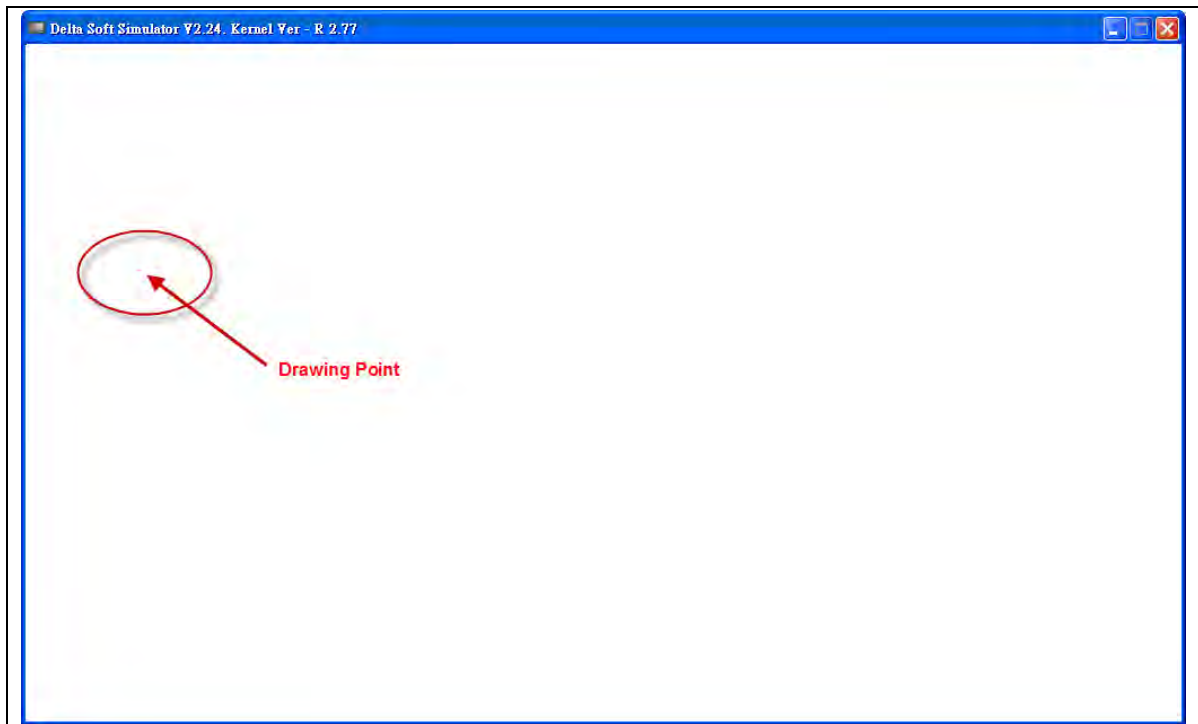 Delta Soft Simulator V2.24. Kernel Ver - R 2.77
Drawing Point